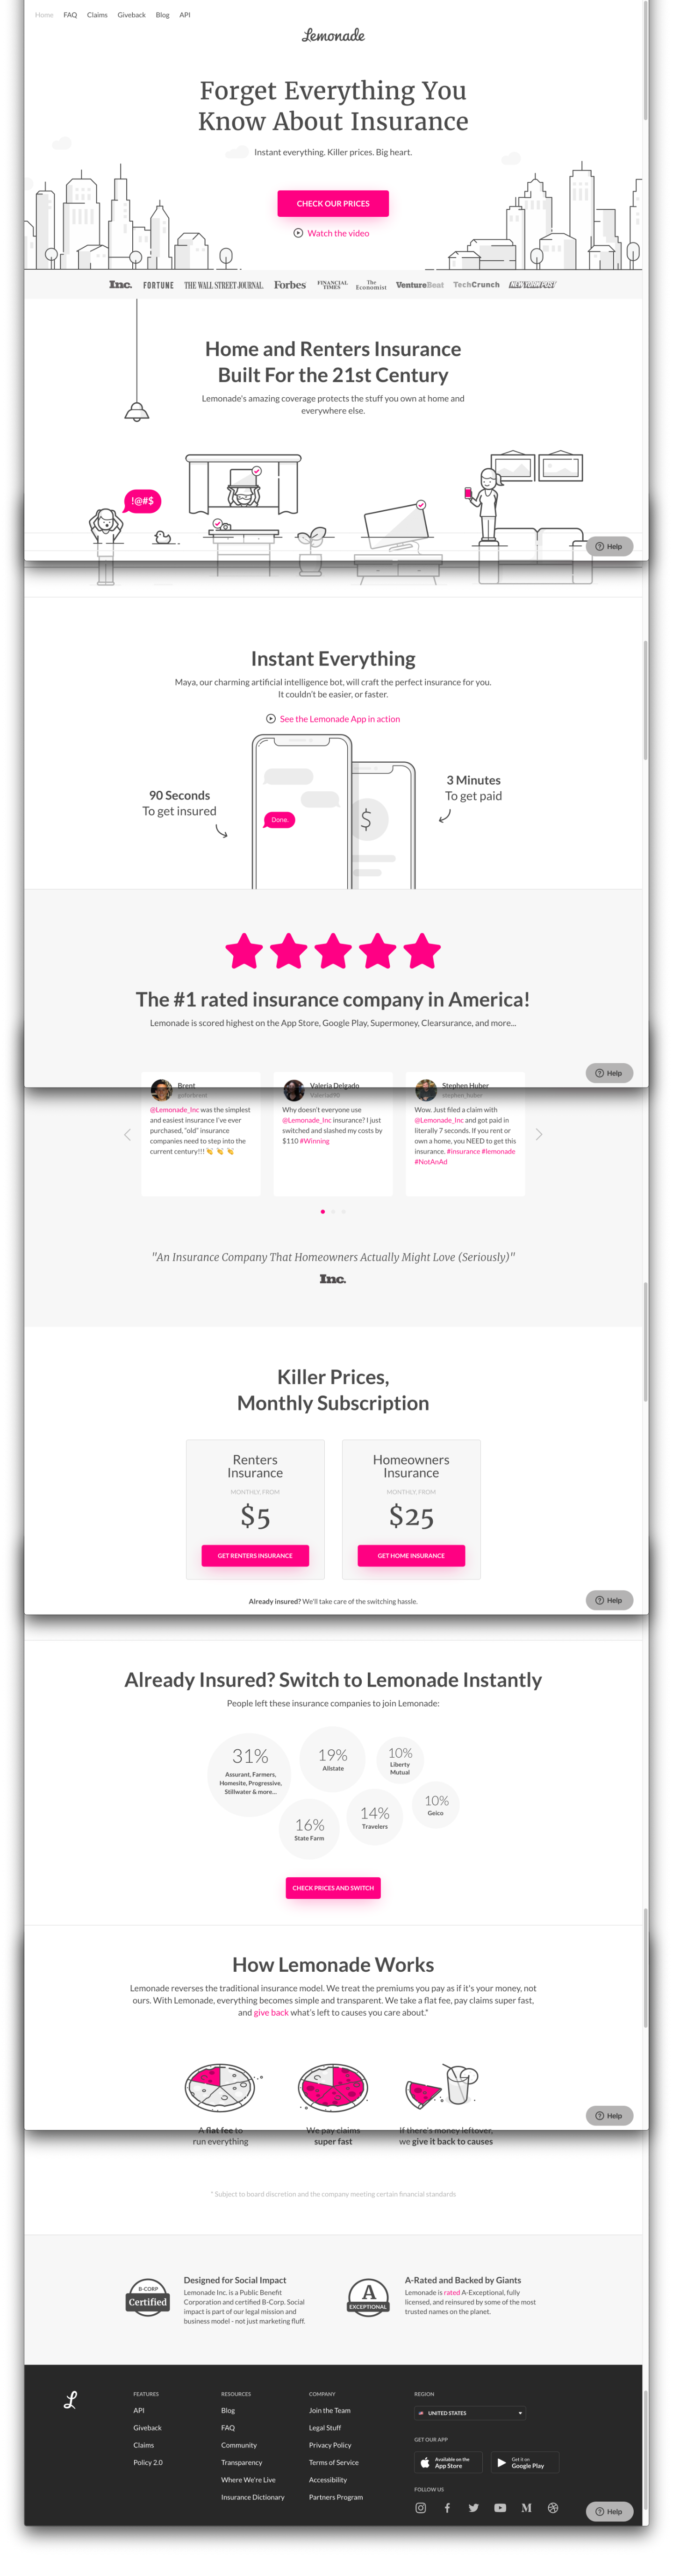 Home FAQ Claims Giveback Blog API
Lemonade
Forget Everything You
Know About Insurance
Instant everything. Killer prices. Big heart.
CHECK OUR PRICES
Watch the video
Inc. FORTUNE THE WALL STREET JOURNAL. Forbes FINANCIAL TIMES The Economist VentureBeat TechCrunch NEW YORK POST
Home and Renters Insurance
Built For the 21st Century
Lemonade's amazing coverage protects the stuff you own at home and
everywhere else.
!@#$
Help
Instant Everything
Maya, our charming artificial intelligence bot, will craft the perfect insurance for you.
It couldn't be easier, or faster.
See the Lemonade App in action
90 Seconds
To get insured
3 Minutes
To get paid
Done.
$
The #1 rated insurance company in America!
Lemonade is scored highest on the App Store, Google Play, Supermoney, Clearsurance, and more...
Help
Brent
@Lemonade_Inc was the simplest
and easiest insurance I've ever
purchased, "old" insurance
companies need to step into the
current century!!! 👏 👏 👏
Valeria Delgado
Why doesn't everyone use
@Lemonade_Inc insurance? I just
switched and slashed my costs by
$110 #Winning
Stephen Huber
stephen_huber
Wow. Just filed a claim with
@Lemonade_Inc and got paid in
literally 7 seconds. If you rent or
own a home, you NEED to get this
insurance. #insurance #lemonade
#NotAnAd
"An Insurance Company That Homeowners Actually Might Love (Seriously)"
Inc.
Killer Prices,
Monthly Subscription
Renters
Insurance
MONTHLY, FROM
$5
GET RENTERS INSURANCE
Homeowners
Insurance
MONTHLY, FROM
$25
GET HOME INSURANCE
Already insured? We'll take care of the switching hassle.
Help
Already Insured? Switch to Lemonade Instantly
People left these insurance companies to join Lemonade:
31%
Assurant, Farmers,
Homesite, Progressive,
Stillwater & more...
19%
Allstate
10%
Liberty
Mutual
16%
State Farm
14%
Travelers
10%
Geico
CHECK PRICES AND SWITCH
How Lemonade Works
Lemonade reverses the traditional insurance model. We treat the premiums you pay as if it's your money, not
ours. With Lemonade, everything becomes simple and transparent. We take a flat fee, pay claims super fast,
and give back what's left to causes you care about.*
Help
A flat fee to
run everything
We pay claims
super fast
If there's money leftover,
we give it back to causes
* Subject to board discretion and the company meeting certain financial standards
B-CORP
Certified
Designed for Social Impact
Lemonade Inc. is a Public Benefit
Corporation and certified B-Corp. Social
impact is part of our legal mission and
business model - not just marketing fluff.
A
EXCEPTIONAL
A-Rated and Backed by Giants
Lemonade is rated A-Exceptional, fully
licensed, and reinsured by some of the most
trusted names on the planet.
FEATURES
API
Giveback
Claims
Policy 2.0
RESOURCES
Blog
FAQ
Community
Transparency
Where We're Live
Insurance Dictionary
COMPANY
Join the Team
Legal Stuff
Privacy Policy
Terms of Service
Accessibility
Partners Program
REGION
UNITED STATES
GET OUR APP
Available on the
App Store
Get it on
Google Play
FOLLOW US
Help